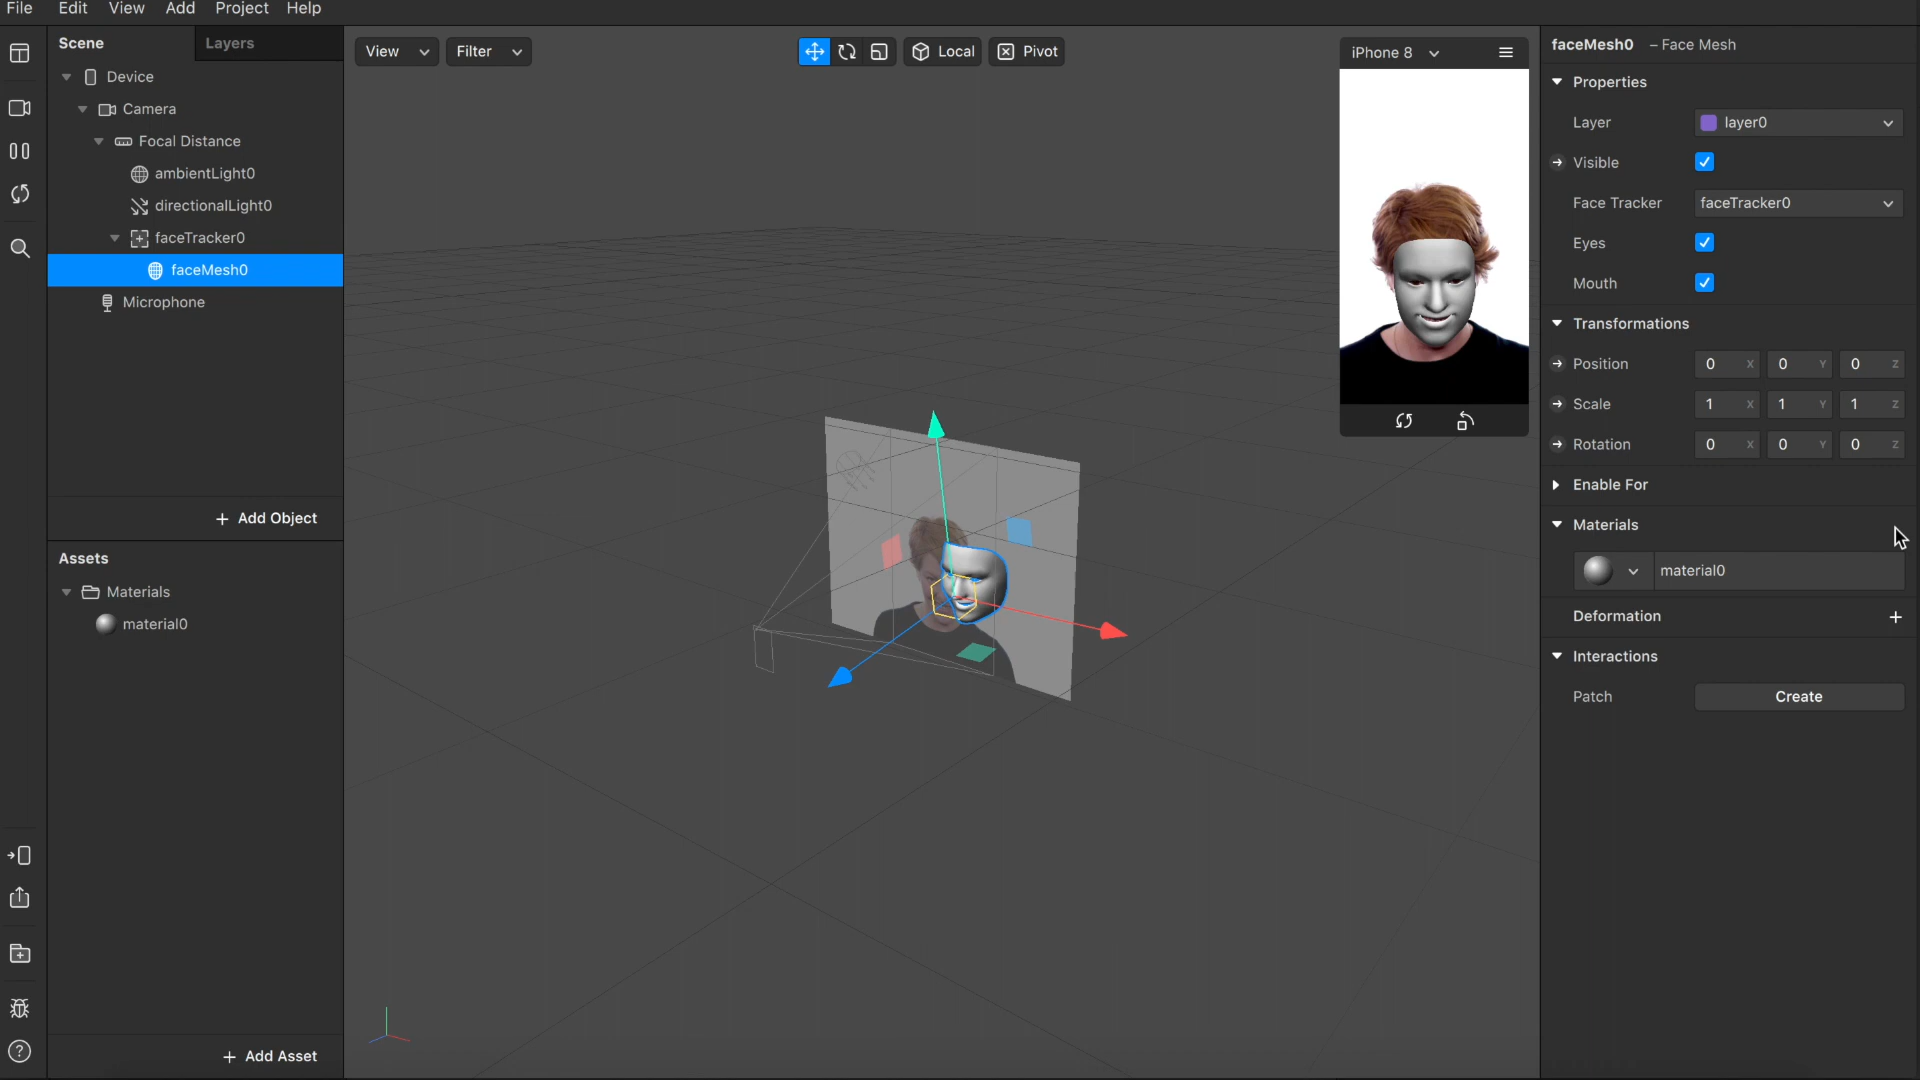 File Edit View Add Project Help
Scene Layers
Device
Camera
Focal Distance
ambientLight0
directionalLight0
faceTracker0
faceMesh0
Microphone
+ Add Object
Assets
Materials
material0
+ Add Asset
View Filter Local Pivot
iPhone 8
faceMesh0 – Face Mesh
Properties
Layer layer0
Visible
Face Tracker faceTracker0
Eyes
Mouth
Transformations
Position 0 X 0 Y 0 Z
Scale 1 X 1 Y 1 Z
Rotation 0 X 0 Y 0 Z
Enable For
Materials
material0
Deformation +
Interactions
Patch Create